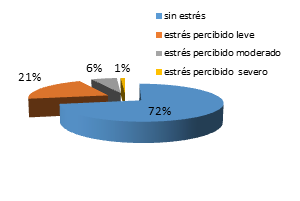 sin estrés
estrés percibido leve
estrés percibido moderado
estrés percibido  severo
21%
6%
1%
72%